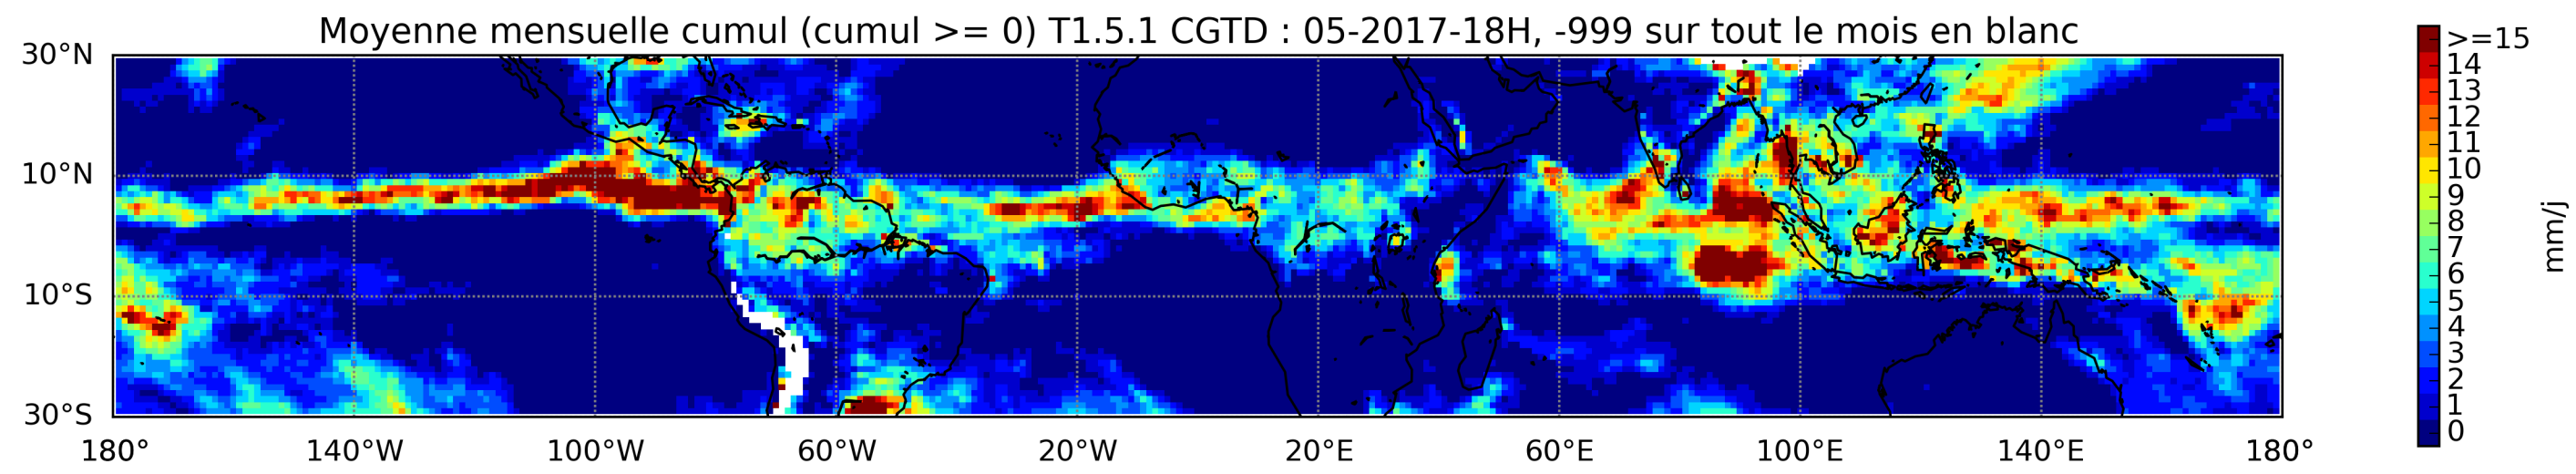 Moyenne mensuelle cumul (cumul >= 0) T1.5.1 CGTD : 05-2017-18H, -999 sur tout le mois en blanc
30°N
10°N
10°S
30°S
180°
140°W
100°W
60°W
20°W
20°E
60°E
100°E
140°E
180°
>=15
14
13
12
11
10
9
8
7
6
5
4
3
2
1
0
mm/j